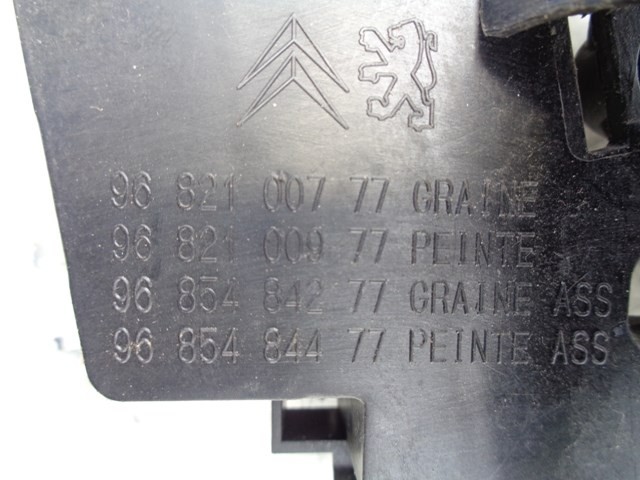 96 821 007 77 GRAINE
96 821 009 77 PEINTE
96 854 842 77 GRAINE ASS
96 854 844 77 PEINTE ASS